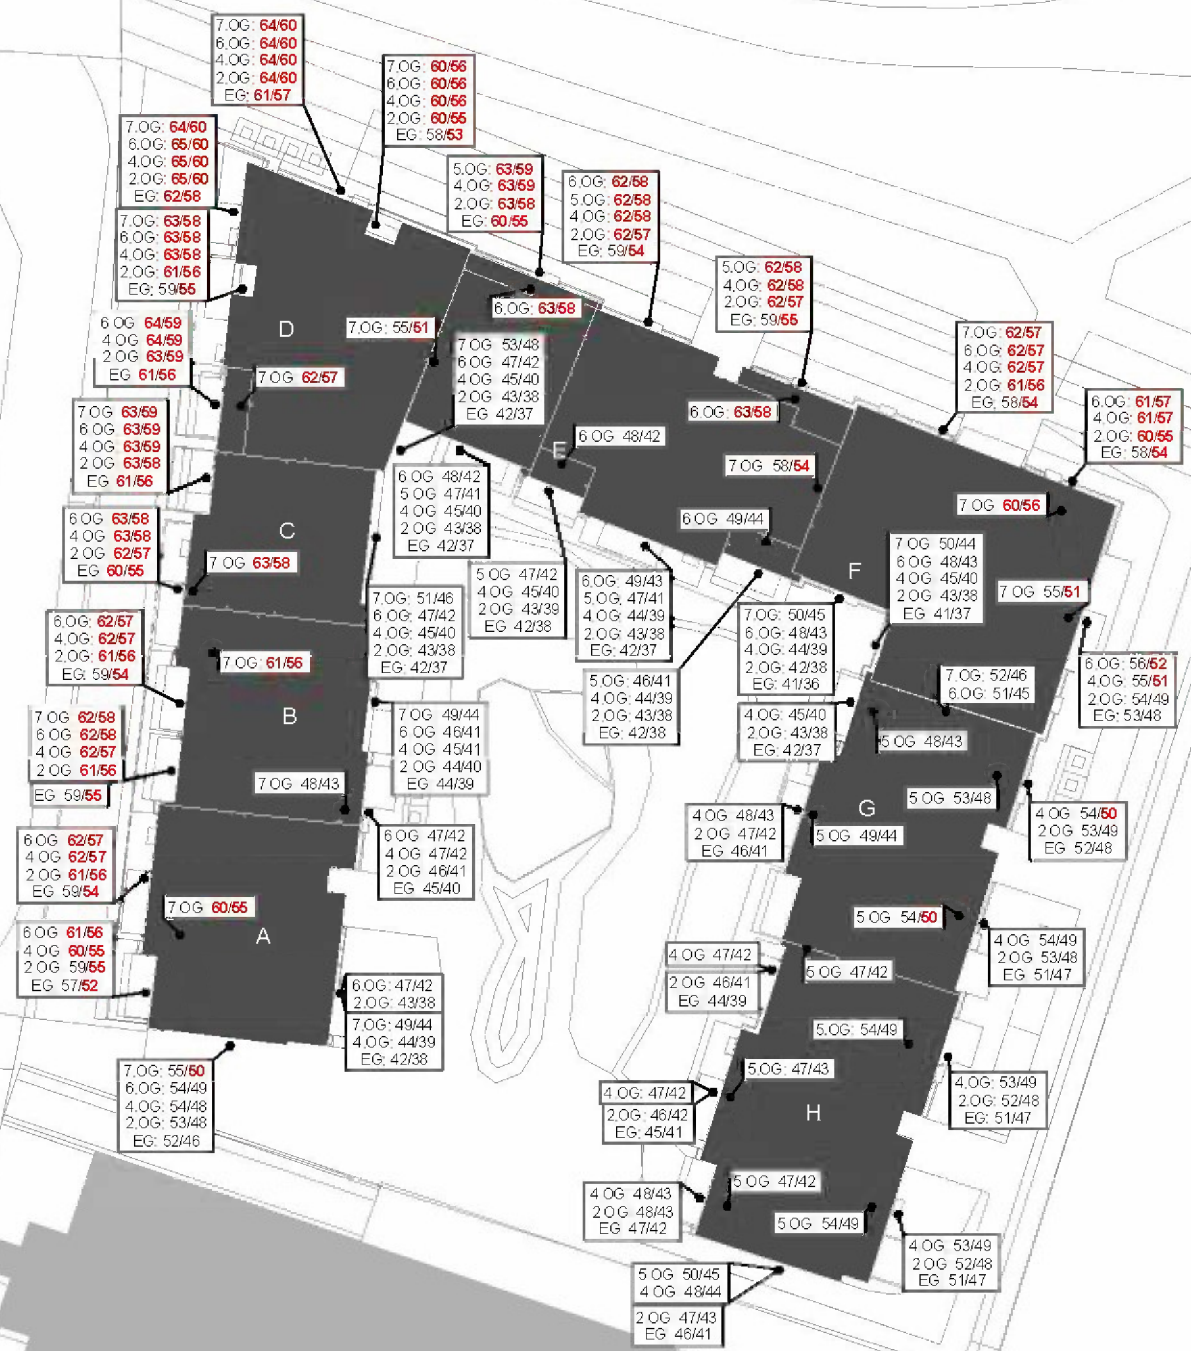 7.OG: 64/60
6.OG: 64/60
4.OG: 64/60
2.OG: 64/60
EG: 61/57
7.OG: 60/56
6.OG: 60/56
4.OG: 60/56
2.OG: 60/55
EG: 58/53
7.OG: 64/60
6.OG: 65/60
4.OG: 65/60
2.OG: 65/60
EG: 62/58
5.OG: 63/59
4.OG: 63/59
2.OG: 63/58
EG: 60/55
6.OG: 62/58
5.OG: 62/58
4.OG: 62/58
2.OG: 62/57
EG: 59/54
7.OG: 63/58
6.OG: 63/58
4.OG: 63/58
2.OG: 61/56
EG: 59/55
5.OG: 62/58
4.OG: 62/58
2.OG: 62/57
EG: 59/55
6.OG: 63/58
6 OG 64/59
4 OG 64/59
2 OG 63/59
EG 61/56
D
7.OG: 55/51
7 OG 53/48
6 OG 47/42
4 OG 45/40
2 OG 43/38
EG 42/37
7.OG: 62/57
6.OG: 62/57
4.OG: 62/57
2.OG: 61/56
EG: 58/54
7 OG 62/57
6.OG: 63/58
6.OG: 61/57
4.OG: 61/57
2.OG: 60/55
EG: 58/54
7 OG 63/59
6 OG 63/59
4 OG 63/59
2 OG 63/58
EG 61/56
E
6 OG 48/42
7 OG 58/54
6 OG 48/42
5 OG 47/41
4 OG 45/40
2 OG 43/38
EG 42/37
7 OG 60/56
6 OG 63/58
4 OG 63/58
2 OG 62/57
EG 60/55
C
7 OG 63/58
6 OG 49/44
5 OG 47/42
4 OG 45/40
2 OG 43/39
EG 42/38
6.OG: 49/43
5.OG: 47/41
4.OG: 44/39
2.OG: 43/38
EG: 42/37
F
7 OG 50/44
6 OG 48/43
4 OG 45/40
2 OG 43/38
EG 41/37
7 OG 55/51
7.OG: 51/46
6.OG: 47/42
4.OG: 45/40
2.OG: 43/38
EG: 42/37
7.OG: 50/45
6.OG: 48/43
4.OG: 44/39
2.OG: 42/38
EG: 41/36
6.OG: 62/57
4.OG: 62/57
2.OG: 61/56
EG: 59/54
7.OG: 61/56
5.OG: 46/41
4.OG: 44/39
2.OG: 43/38
EG: 42/38
7.OG: 52/46
6.OG: 51/45
6.OG: 56/52
4.OG: 55/51
2.OG: 54/49
EG: 53/48
7 OG 62/58
6 OG 62/58
4 OG 62/57
2 OG 61/56
EG 59/55
B
7 OG 49/44
6 OG 46/41
4 OG 45/41
2 OG 44/40
EG 44/39
4.OG: 45/40
2.OG: 43/38
EG: 42/37
5 OG 48/43
7 OG 48/43
5 OG 53/48
6 OG 62/57
4 OG 62/57
2 OG 61/56
EG 59/54
6 OG 47/42
4 OG 47/42
2 OG 46/41
EG 45/40
4 OG 48/43
2 OG 47/42
EG 46/41
G
5 OG 49/44
4 OG 54/50
2 OG 53/49
EG 52/48
7 OG 60/55
A
5 OG 54/50
6 OG 61/56
4 OG 60/55
2 OG 59/55
EG 57/52
4 OG 47/42
2 OG 46/41
EG 44/39
5 OG 47/42
4 OG 54/49
2 OG 53/48
EG 51/47
6.OG: 47/42
2.OG: 43/38
7.OG: 49/44
4.OG: 44/39
EG: 42/38
5.OG: 54/49
7.OG: 55/50
6.OG: 54/49
4.OG: 54/48
2.OG: 53/48
EG: 52/46
4.OG: 47/42
2.OG: 46/42
EG: 45/41
5.OG: 47/43
H
4.OG: 53/49
2.OG: 52/48
EG: 51/47
4 OG 48/43
2 OG 48/43
EG 47/42
5 OG 47/42
5 OG 54/49
4 OG 53/49
2 OG 52/48
EG 51/47
5 OG 50/45
4 OG 48/44
2 OG 47/43
EG 46/41